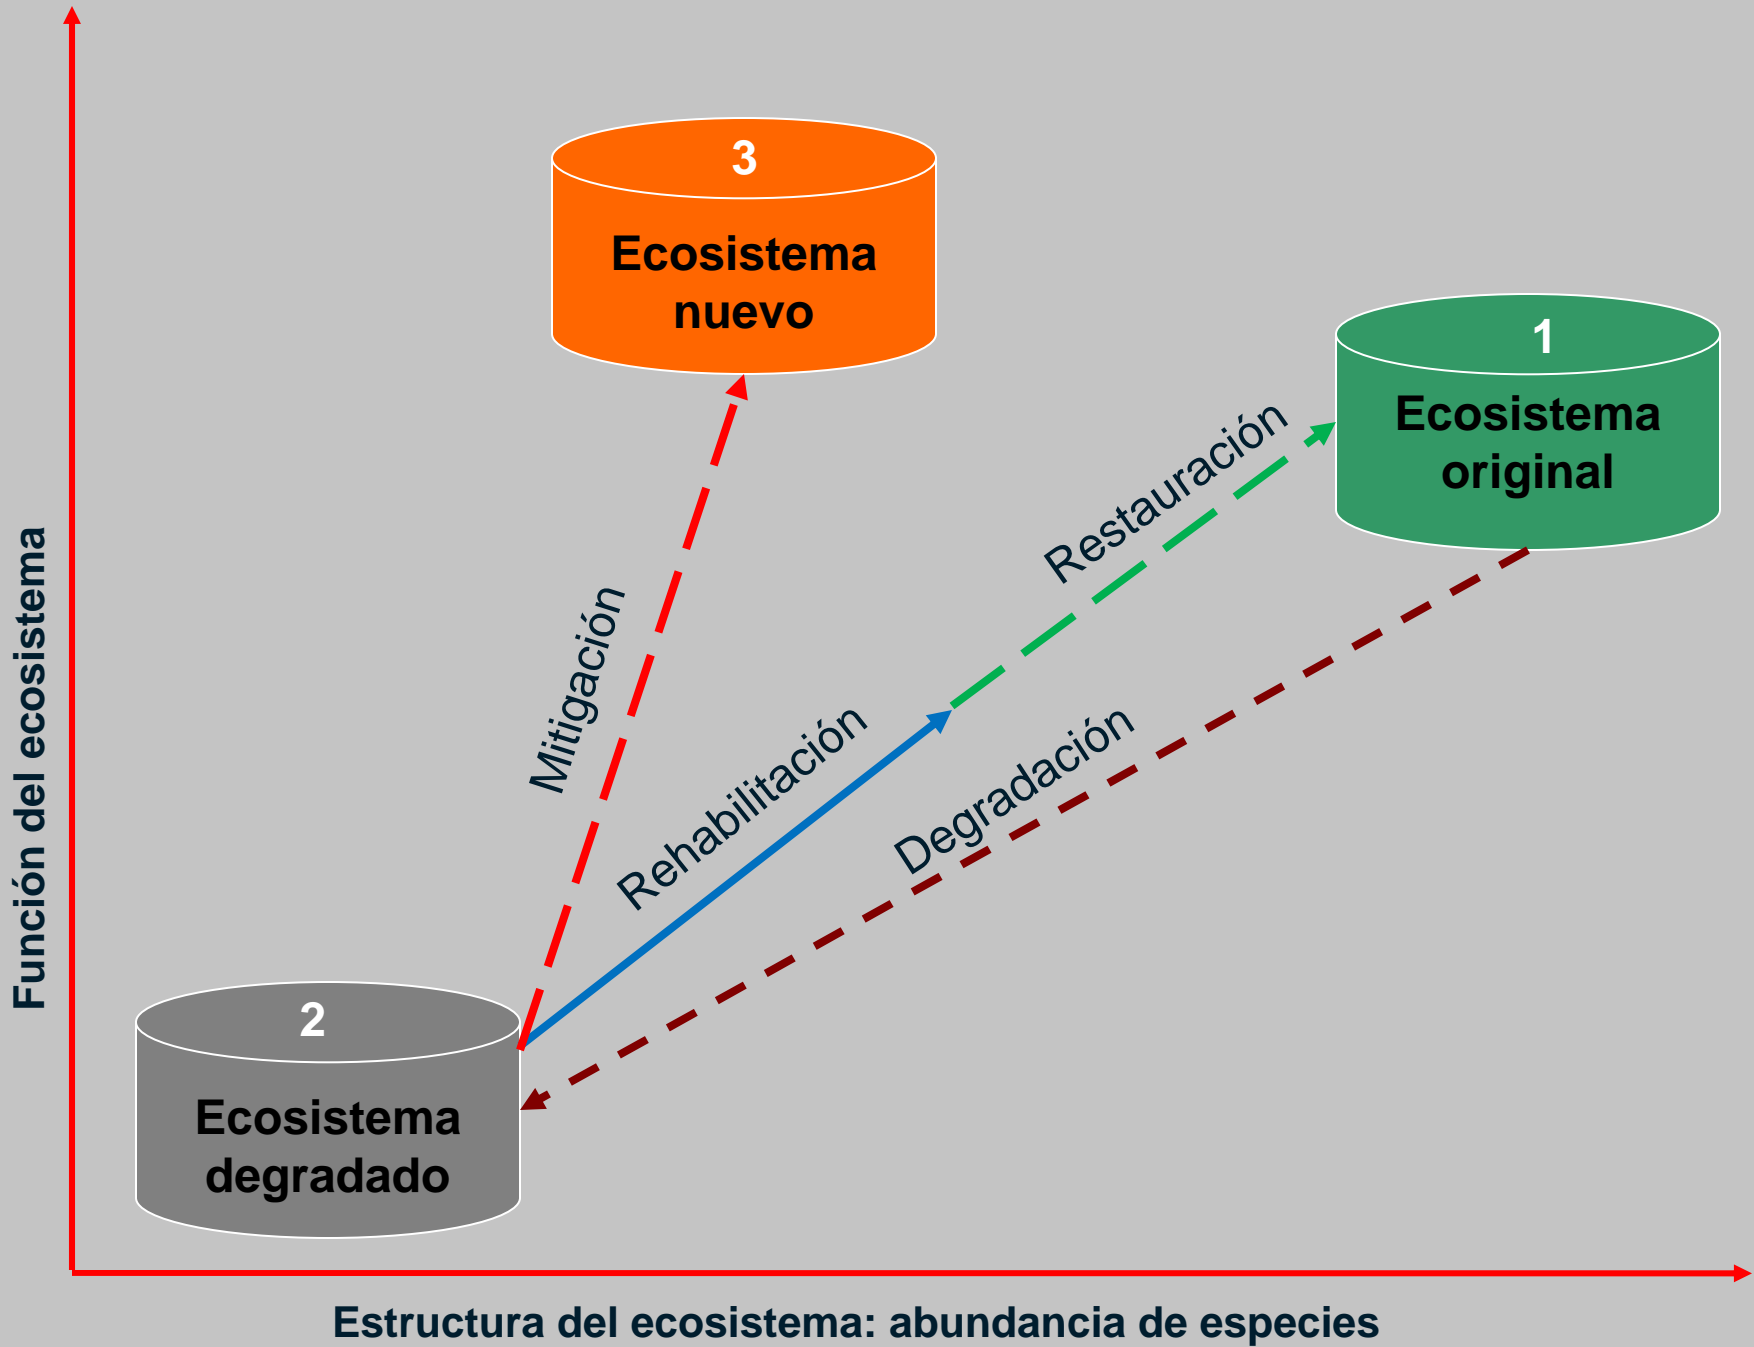 3
Ecosistema
nuevo
1
Ecosistema
original
Restauración
Mitigación
Rehabilitación
Degradación
Función del ecosistema
2
Ecosistema
degradado
Estructura del ecosistema: abundancia de especies